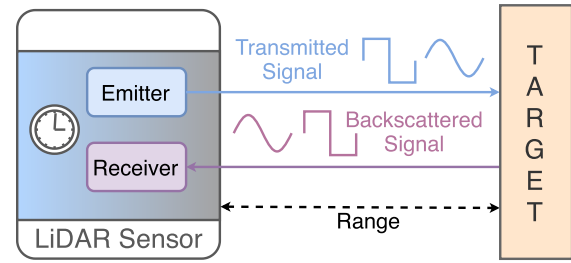 Transmitted
Signal
Emitter
Backscattered
Signal
Receiver
Range
LiDAR Sensor
T
A
R
G
E
T